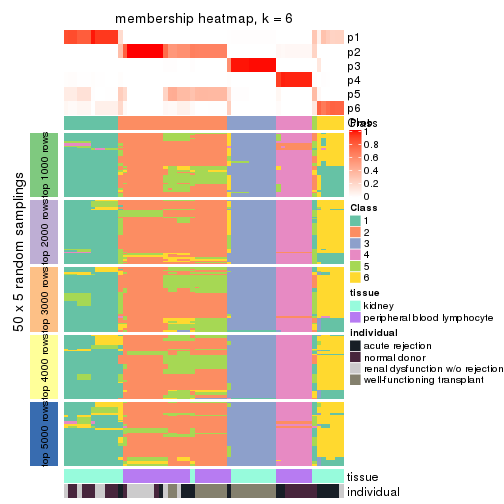 membership heatmap, k = 6
p1
p2
p3
p4
p5
p6
Class
Prob
1
0.8
0.6
0.4
0.2
0
Class
1
2
3
4
5
6
tissue
kidney
peripheral blood lymphocyte
individual
acute rejection
normal donor
renal dysfunction w/o rejection
well-functioning transplant
50 x 5 random samplings
top 1000 rows
top 2000 rows
top 3000 rows
top 4000 rows
top 5000 rows
tissue
individual